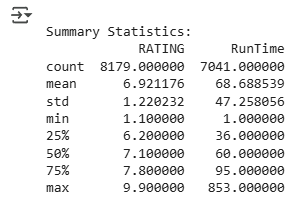 Summary Statistics:
RATING RunTime
count 8179.000000 7041.000000
mean 6.921176 68.688539
std 1.220232 47.258056
min 1.100000 1.000000
25% 6.200000 36.000000
50% 7.100000 60.000000
75% 7.800000 95.000000
max 9.900000 853.000000